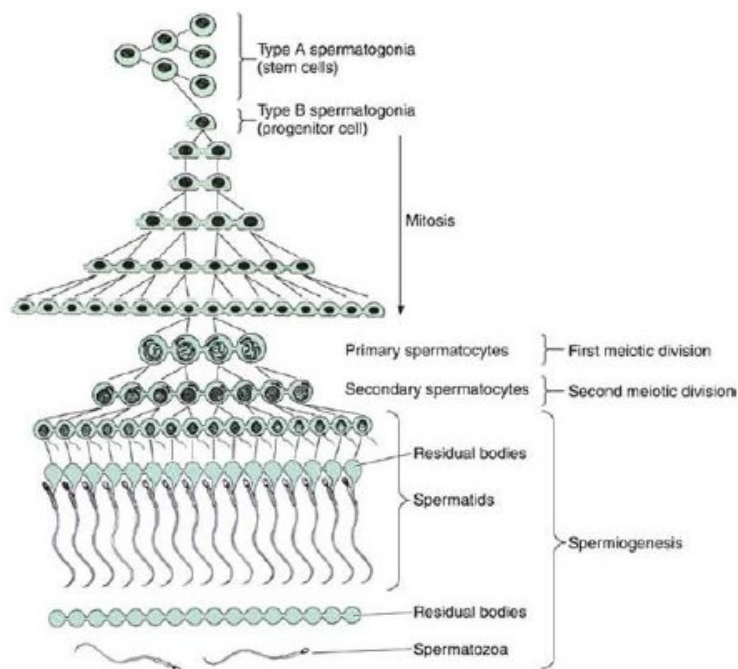 Type A spermatogonia
(stem cells)
Type B spermatogonia
(progenitor cell)
Mitosis
Primary spermatocytes
First meiotic division
Secondary spermatocytes
Second meiotic division
Residual bodies
Spermatids
Spermiogenesis
Residual bodies
Spermatozoa